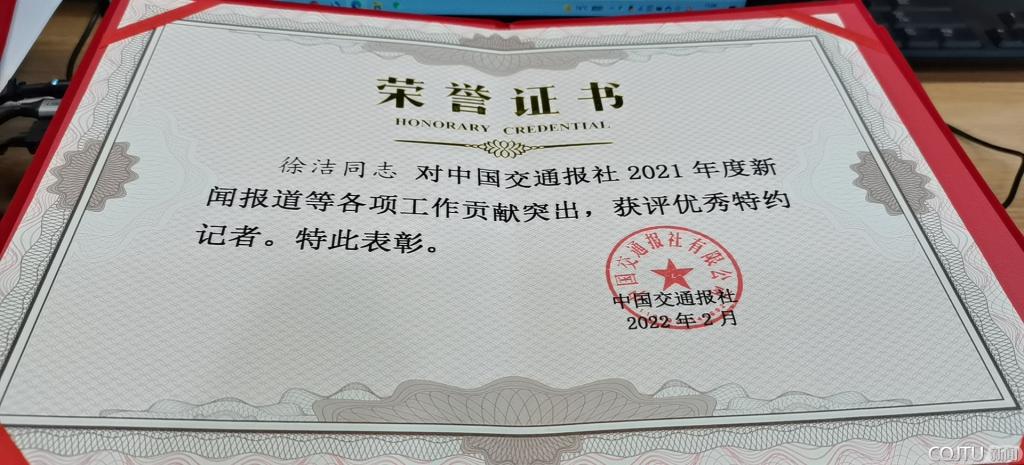 荣誉证书
HONORARY CREDENTIAL
徐洁同志 对中国交通报社 2021 年度新
闻报道等各项工作贡献突出，获评优秀特约
记者。特此表彰。
中国交通报社有限公
中国交通报社
2022 年 2 月
CQJTU 新闻